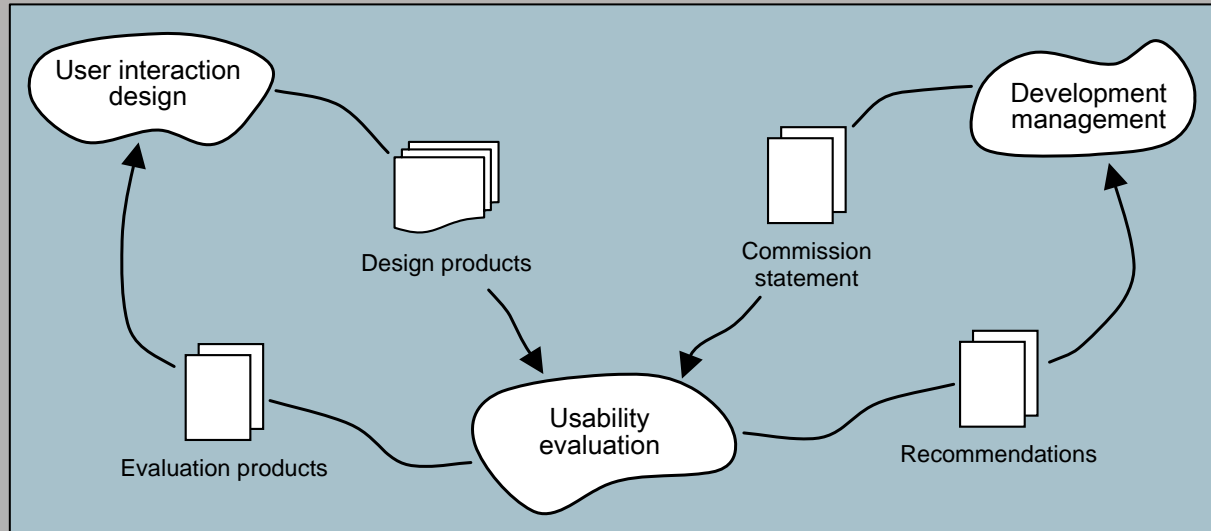 User interaction
design
Development
management
Design products
Commission
statement
Usability
evaluation
Evaluation products
Recommendations